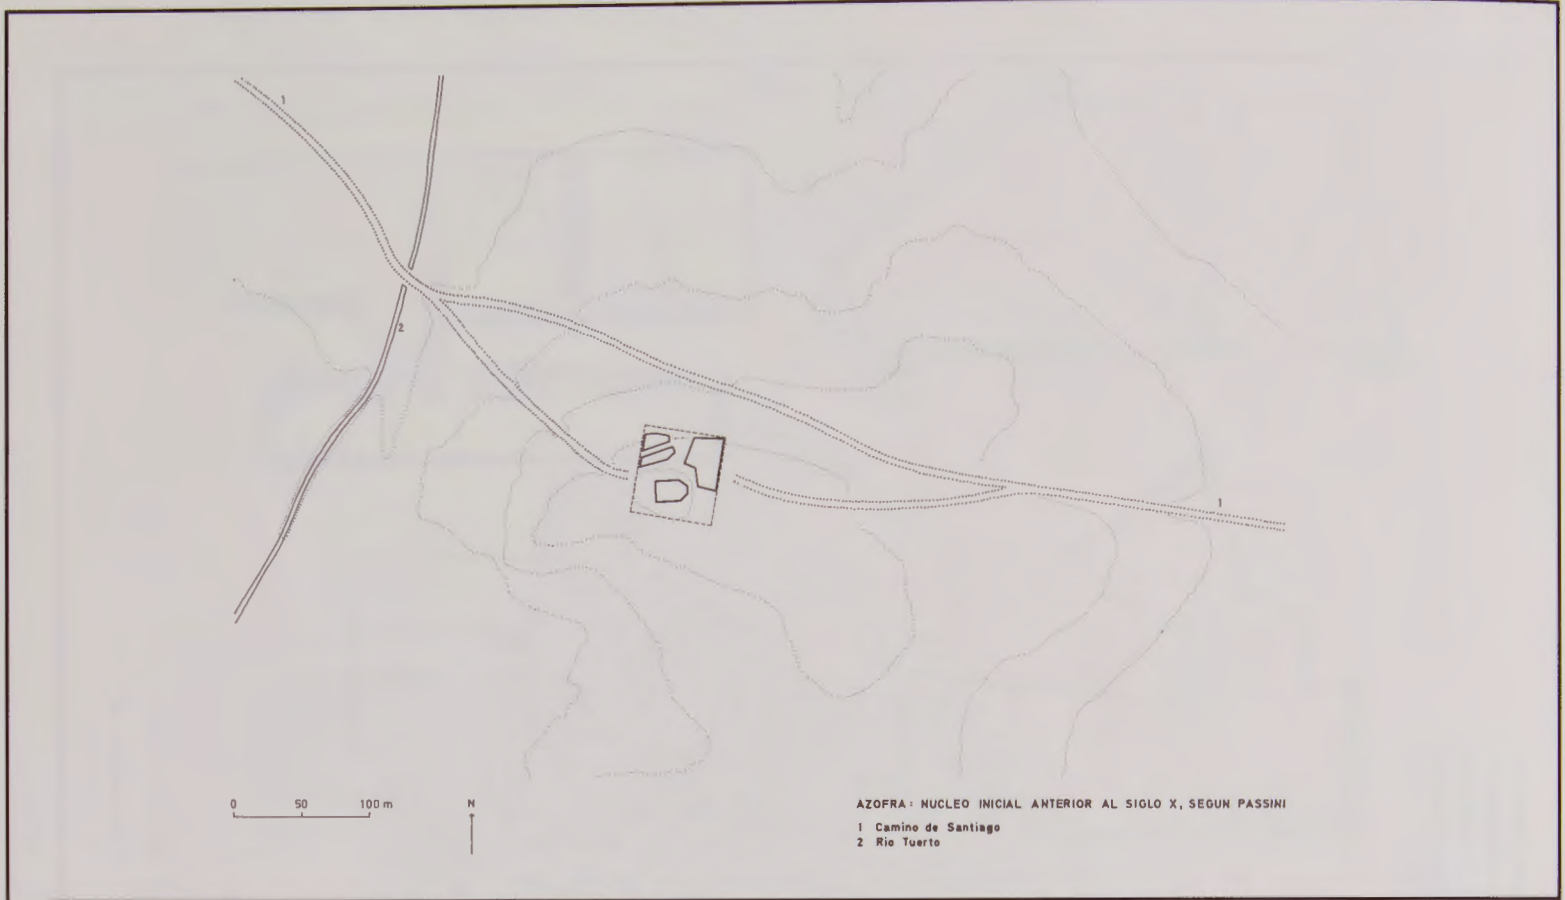 1
2
1
0 50 100 m
N
AZOFRA: NUCLEO INICIAL ANTERIOR AL SIGLO X, SEGUN PASSINI
1 Camino de Santiago
2 Rio Tuerto